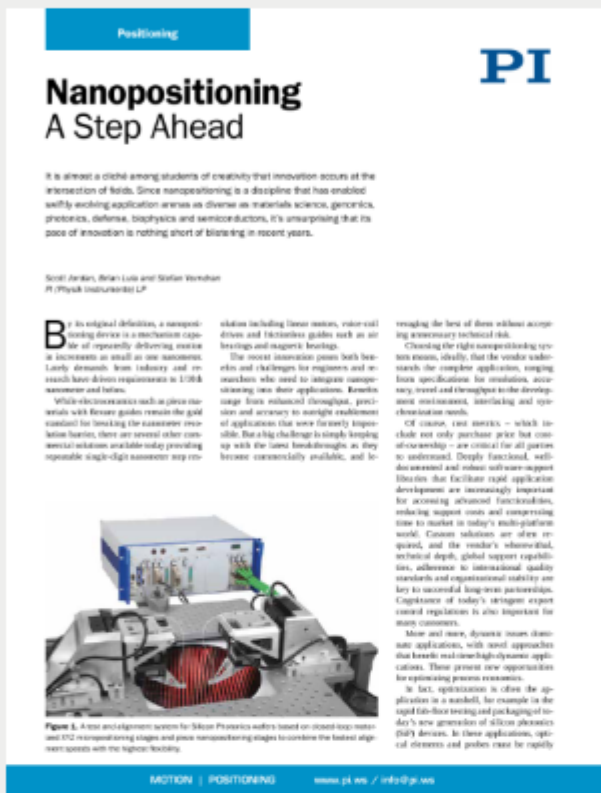 Positioning
PI
Nanopositioning
A Step Ahead
It is almost a cliché among students of creativity that innovation occurs at the
intersection of fields. Since nanopositioning is a discipline that has enabled
swiftly evolving application arenas as diverse as materials science, genomics,
photonics, defense, biophysics and semiconductors, it's unsurprising that its
pace of innovation is nothing short of blistering in recent years.
Scott Jordan, Brian Lula and Stefan Vorndran
PI (Physik Instrumente) LP
By its original definition, a nanoposi-
tioning device is a mechanism capa-
ble of repeatedly delivering motion
in increments as small as one nanometer.
Lately demands from industry and re-
search have driven requirements to 1/10th
nanometer and below.
While electroceramics such as piezo ma-
terials with flexure guides remain the gold
standard for breaking the nanometer reso-
lution barrier, there are several other com-
mercial solutions available today providing
repeatable single-digit nanometer step res-
olution including linear motors, voice-coil
drives and frictionless guides such as air
bearings and magnetic bearings.
The recent innovation poses both ben-
efits and challenges for engineers and re-
searchers who need to integrate nanopo-
sitioning into their applications. Benefits
range from enhanced throughput, preci-
sion and accuracy to outright enablement
of applications that were formerly impos-
sible. But a big challenge is simply keeping
up with the latest breakthroughs as they
become commercially available, and le-
veraging the best of them without accept-
ing unnecessary technical risk.
Choosing the right nanopositioning sys-
tem means, ideally, that the vendor under-
stands the complete application, ranging
from specifications for resolution, accu-
racy, travel and throughput to the develop-
ment environment, interfacing and syn-
chronization needs.
Of course, cost metrics – which in-
clude not only purchase price but cost-
of-ownership – are critical for all parties
to understand. Deeply functional, well-
documented and robust software-support
libraries that facilitate rapid application
development are increasingly important
for accessing advanced functionalities,
reducing support costs and compressing
time to market in today's multi-platform
world. Custom solutions are often re-
quired, and the vendor's wherewithal,
technical depth, global support capabili-
ties, adherence to international quality
standards and organizational stability are
key to successful long-term partnerships.
Cognizance of today's stringent export
control regulations is also important for
many customers.
More and more, dynamic issues domi-
nate applications, with novel approaches
that benefit real-time/high-dynamic appli-
cations. These present new opportunities
for optimizing process economics.
In fact, optimization is often the ap-
plication in a nutshell, for example in the
rapid fab-floor testing and packaging of to-
day's new generation of silicon photonics
(SiP) devices. In these applications, opti-
cal elements and probes must be rapidly
Figure 1. A test and alignment system for Silicon Photonics wafers based on closed-loop motor-
ized XYZ micropositioning stages and piezo nanopositioning stages to combine the fastest align-
ment speeds with the highest flexibility.
MOTION | POSITIONING www.pi.ws / info@pi.ws